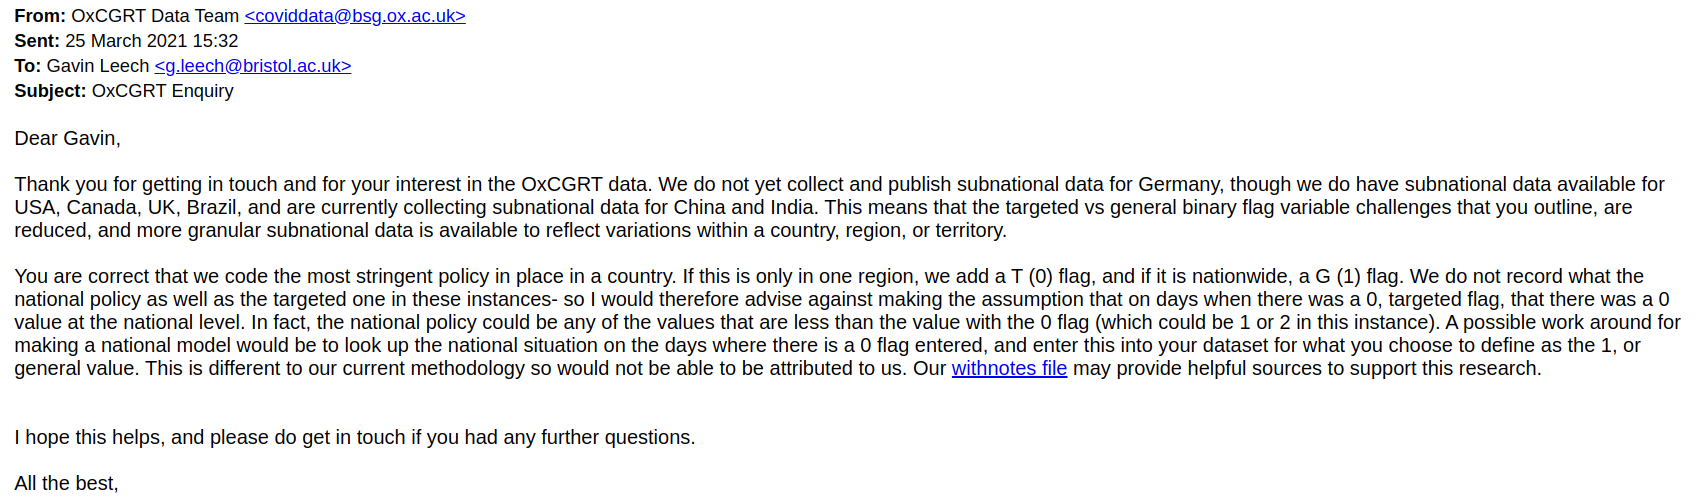 From: OxCGRT Data Team <coviddata@bsg.ox.ac.uk>
Sent: 25 March 2021 15:32
To: Gavin Leech <g.leech@bristol.ac.uk>
Subject: OxCGRT Enquiry
Dear Gavin,
Thank you for getting in touch and for your interest in the OxCGRT data. We do not yet collect and publish subnational data for Germany, though we do have subnational data available for
USA, Canada, UK, Brazil, and are currently collecting subnational data for China and India. This means that the targeted vs general binary flag variable challenges that you outline, are
reduced, and more granular subnational data is available to reflect variations within a country, region, or territory.
You are correct that we code the most stringent policy in place in a country. If this is only in one region, we add a T (0) flag, and if it is nationwide, a G (1) flag. We do not record what the
national policy as well as the targeted one in these instances- so I would therefore advise against making the assumption that on days when there was a 0, targeted flag, that there was a 0
value at the national level. In fact, the national policy could be any of the values that are less than the value with the 0 flag (which could be 1 or 2 in this instance). A possible work around for
making a national model would be to look up the national situation on the days where there is a 0 flag entered, and enter this into your dataset for what you choose to define as the 1, or
general value. This is different to our current methodology so would not be able to be attributed to us. Our withnotes file may provide helpful sources to support this research.
I hope this helps, and please do get in touch if you had any further questions.
All the best,